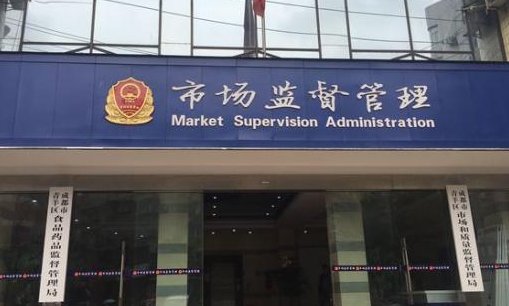 市场监督管理
Market Supervision Administration
成都市
青羊区
食品药品监督管理局
成都市
青羊区
市场和质量监督管理局